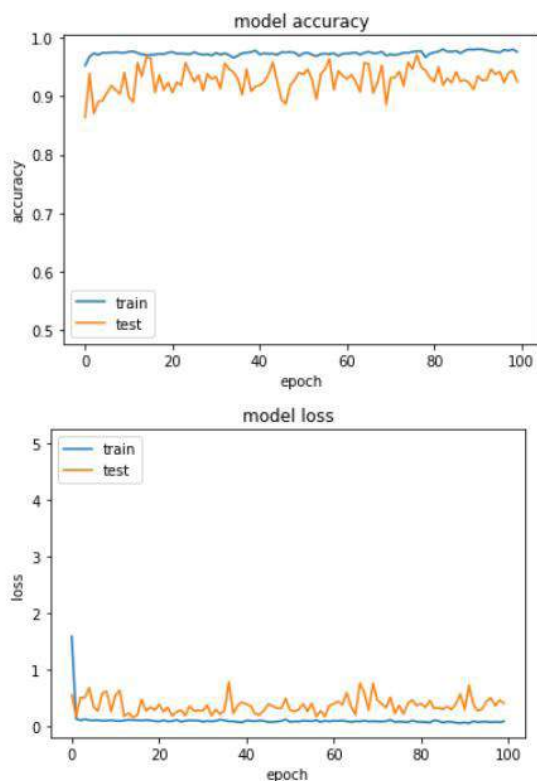 model accuracy
1.0
0.9
0.8
0.7
0.6
0.5
accuracy
train
test
0 20 40 60 80 100
epoch
model loss
5
4
3
2
1
0
loss
train
test
0 20 40 60 80 100
epoch